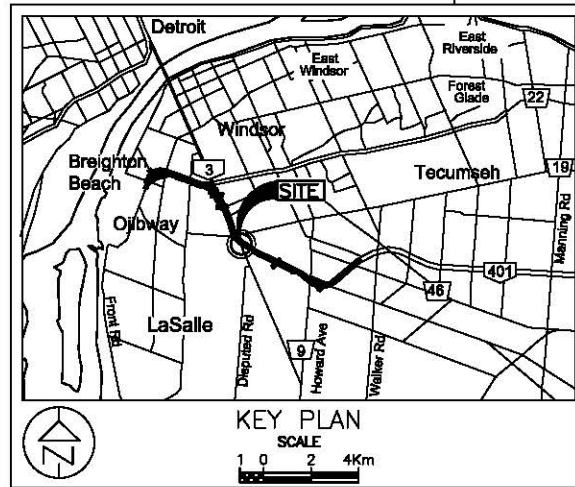 Detroit
East
Riverside
East
Windsor
Forest
Glade
22
Windsor
Breighton
Beach
3
Tecumseh
19
SITE
Ojibway
Manning Rd
401
46
Front Rd
LaSalle
Disputed Rd
9
Howard Ave
Walker Rd
N
KEY PLAN
SCALE
1 0 2 4Km